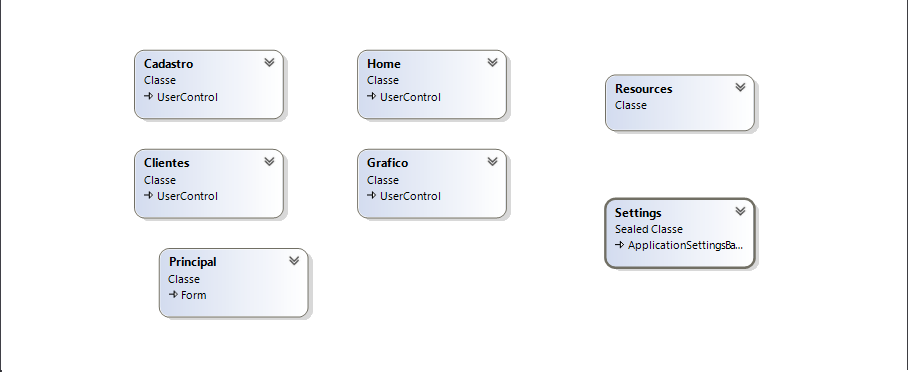 Cadastro
Classe
UserControl
Home
Classe
UserControl
Resources
Classe
Clientes
Classe
UserControl
Grafico
Classe
UserControl
Settings
Sealed Classe
ApplicationSettingsBa...
Principal
Classe
Form